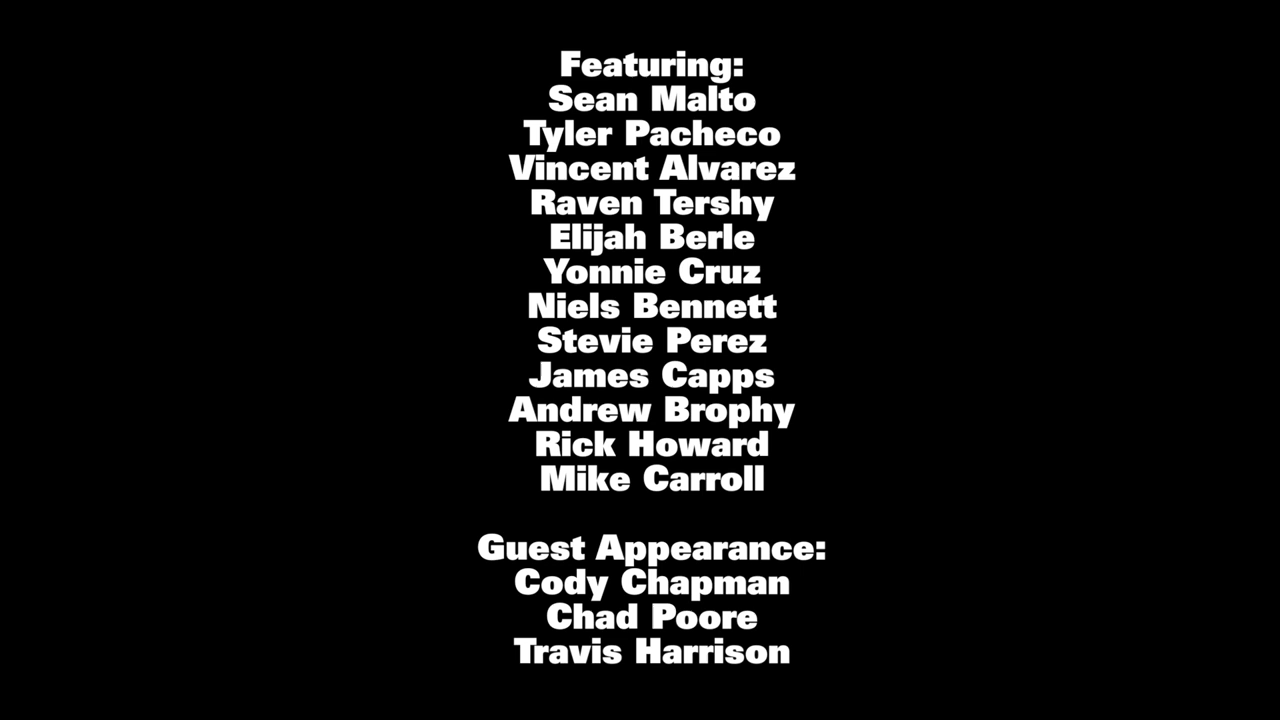 Featuring:
Sean Malto
Tyler Pacheco
Vincent Alvarez
Raven Tershy
Elijah Berle
Yonnie Cruz
Niels Bennett
Stevie Perez
James Capps
Andrew Brophy
Rick Howard
Mike Carroll
Guest Appearance:
Cody Chapman
Chad Poore
Travis Harrison